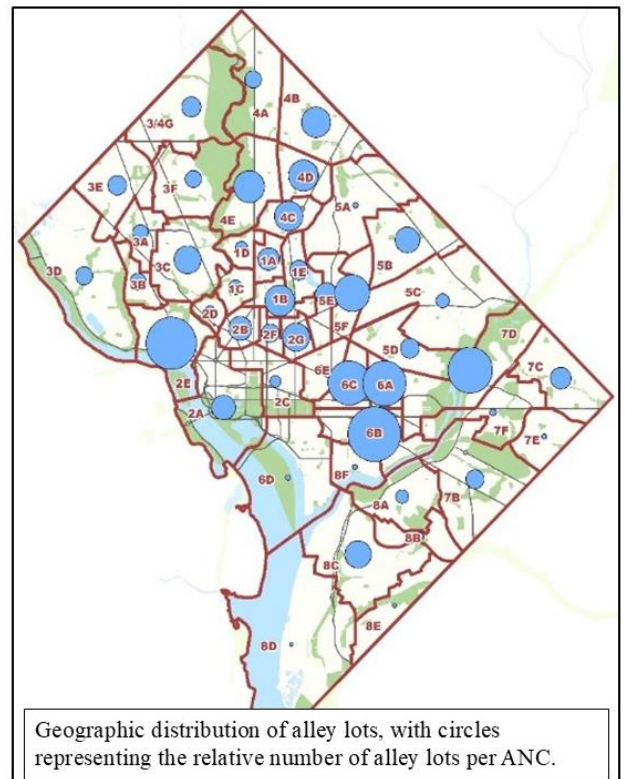 4B
4A
3/4G
4D
3E
3F
5A
4E
4C
3A
1D
5B
3D
3C
1A
1E
3B
1C
5C
5E
1B
2D
5F
7D
2B
2F
2G
5D
6E
7C
2E
6C
6A
2C
2A
7F
6B
7E
8F
6D
7B
8A
8B
8C
8E
8D
Geographic distribution of alley lots, with circles
representing the relative number of alley lots per ANC.